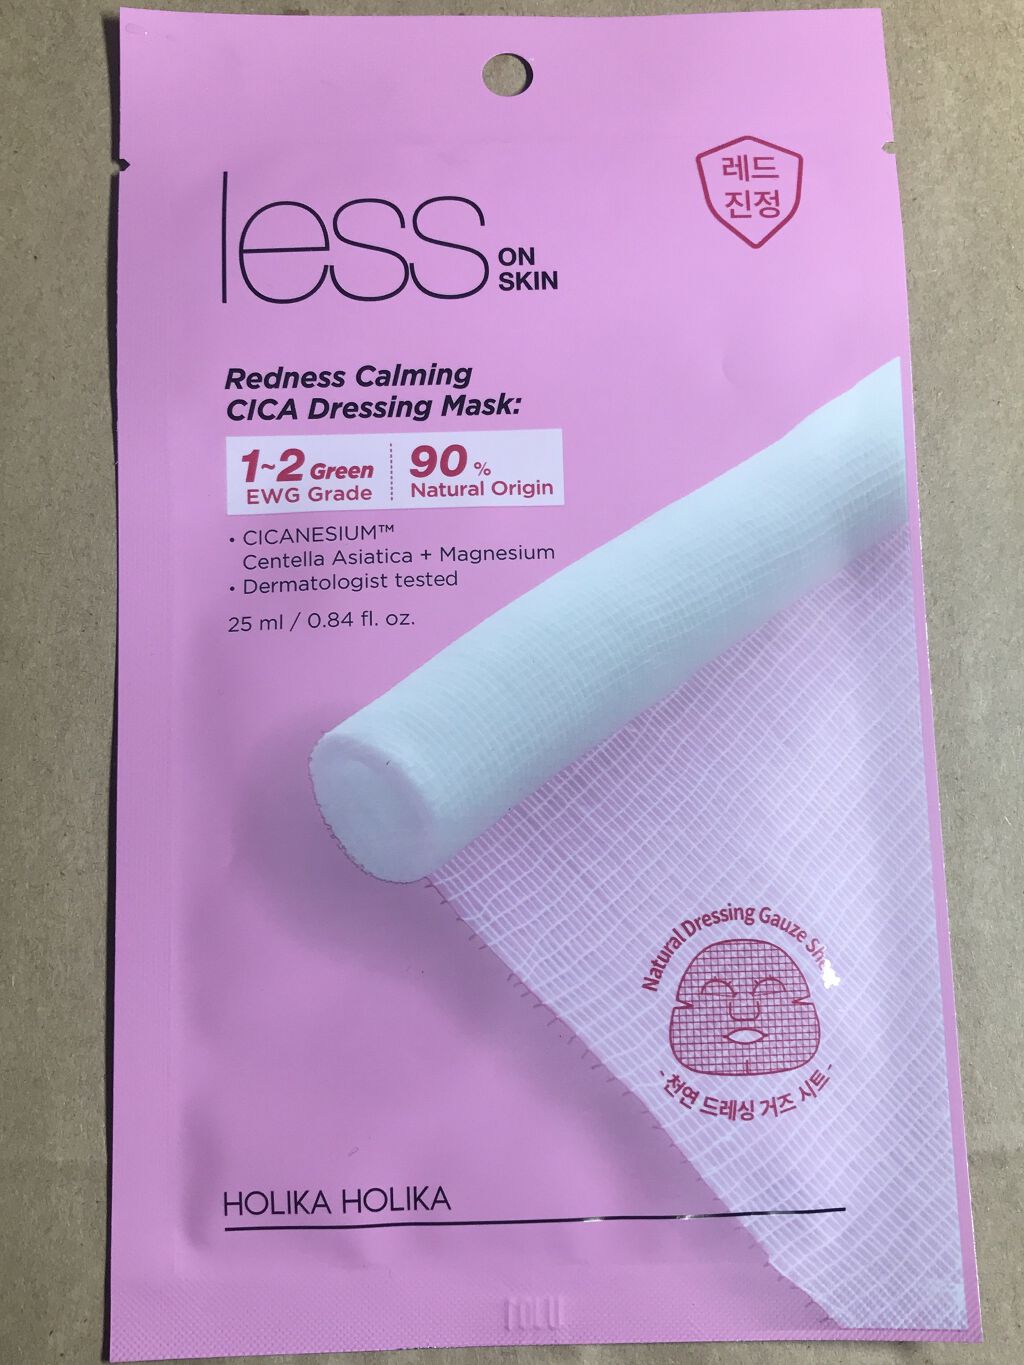 레드
진정
less ON
SKIN
Redness Calming
CICA Dressing Mask:
1~2 Green
EWG Grade
90 %
Natural Origin
• CICANESIUM™
Centella Asiatica + Magnesium
• Dermatologist tested
25 ml / 0.84 fl. oz.
Natural Dressing Gauze
- 천연 드레싱 거즈 시트 -
HOLIKA HOLIKA